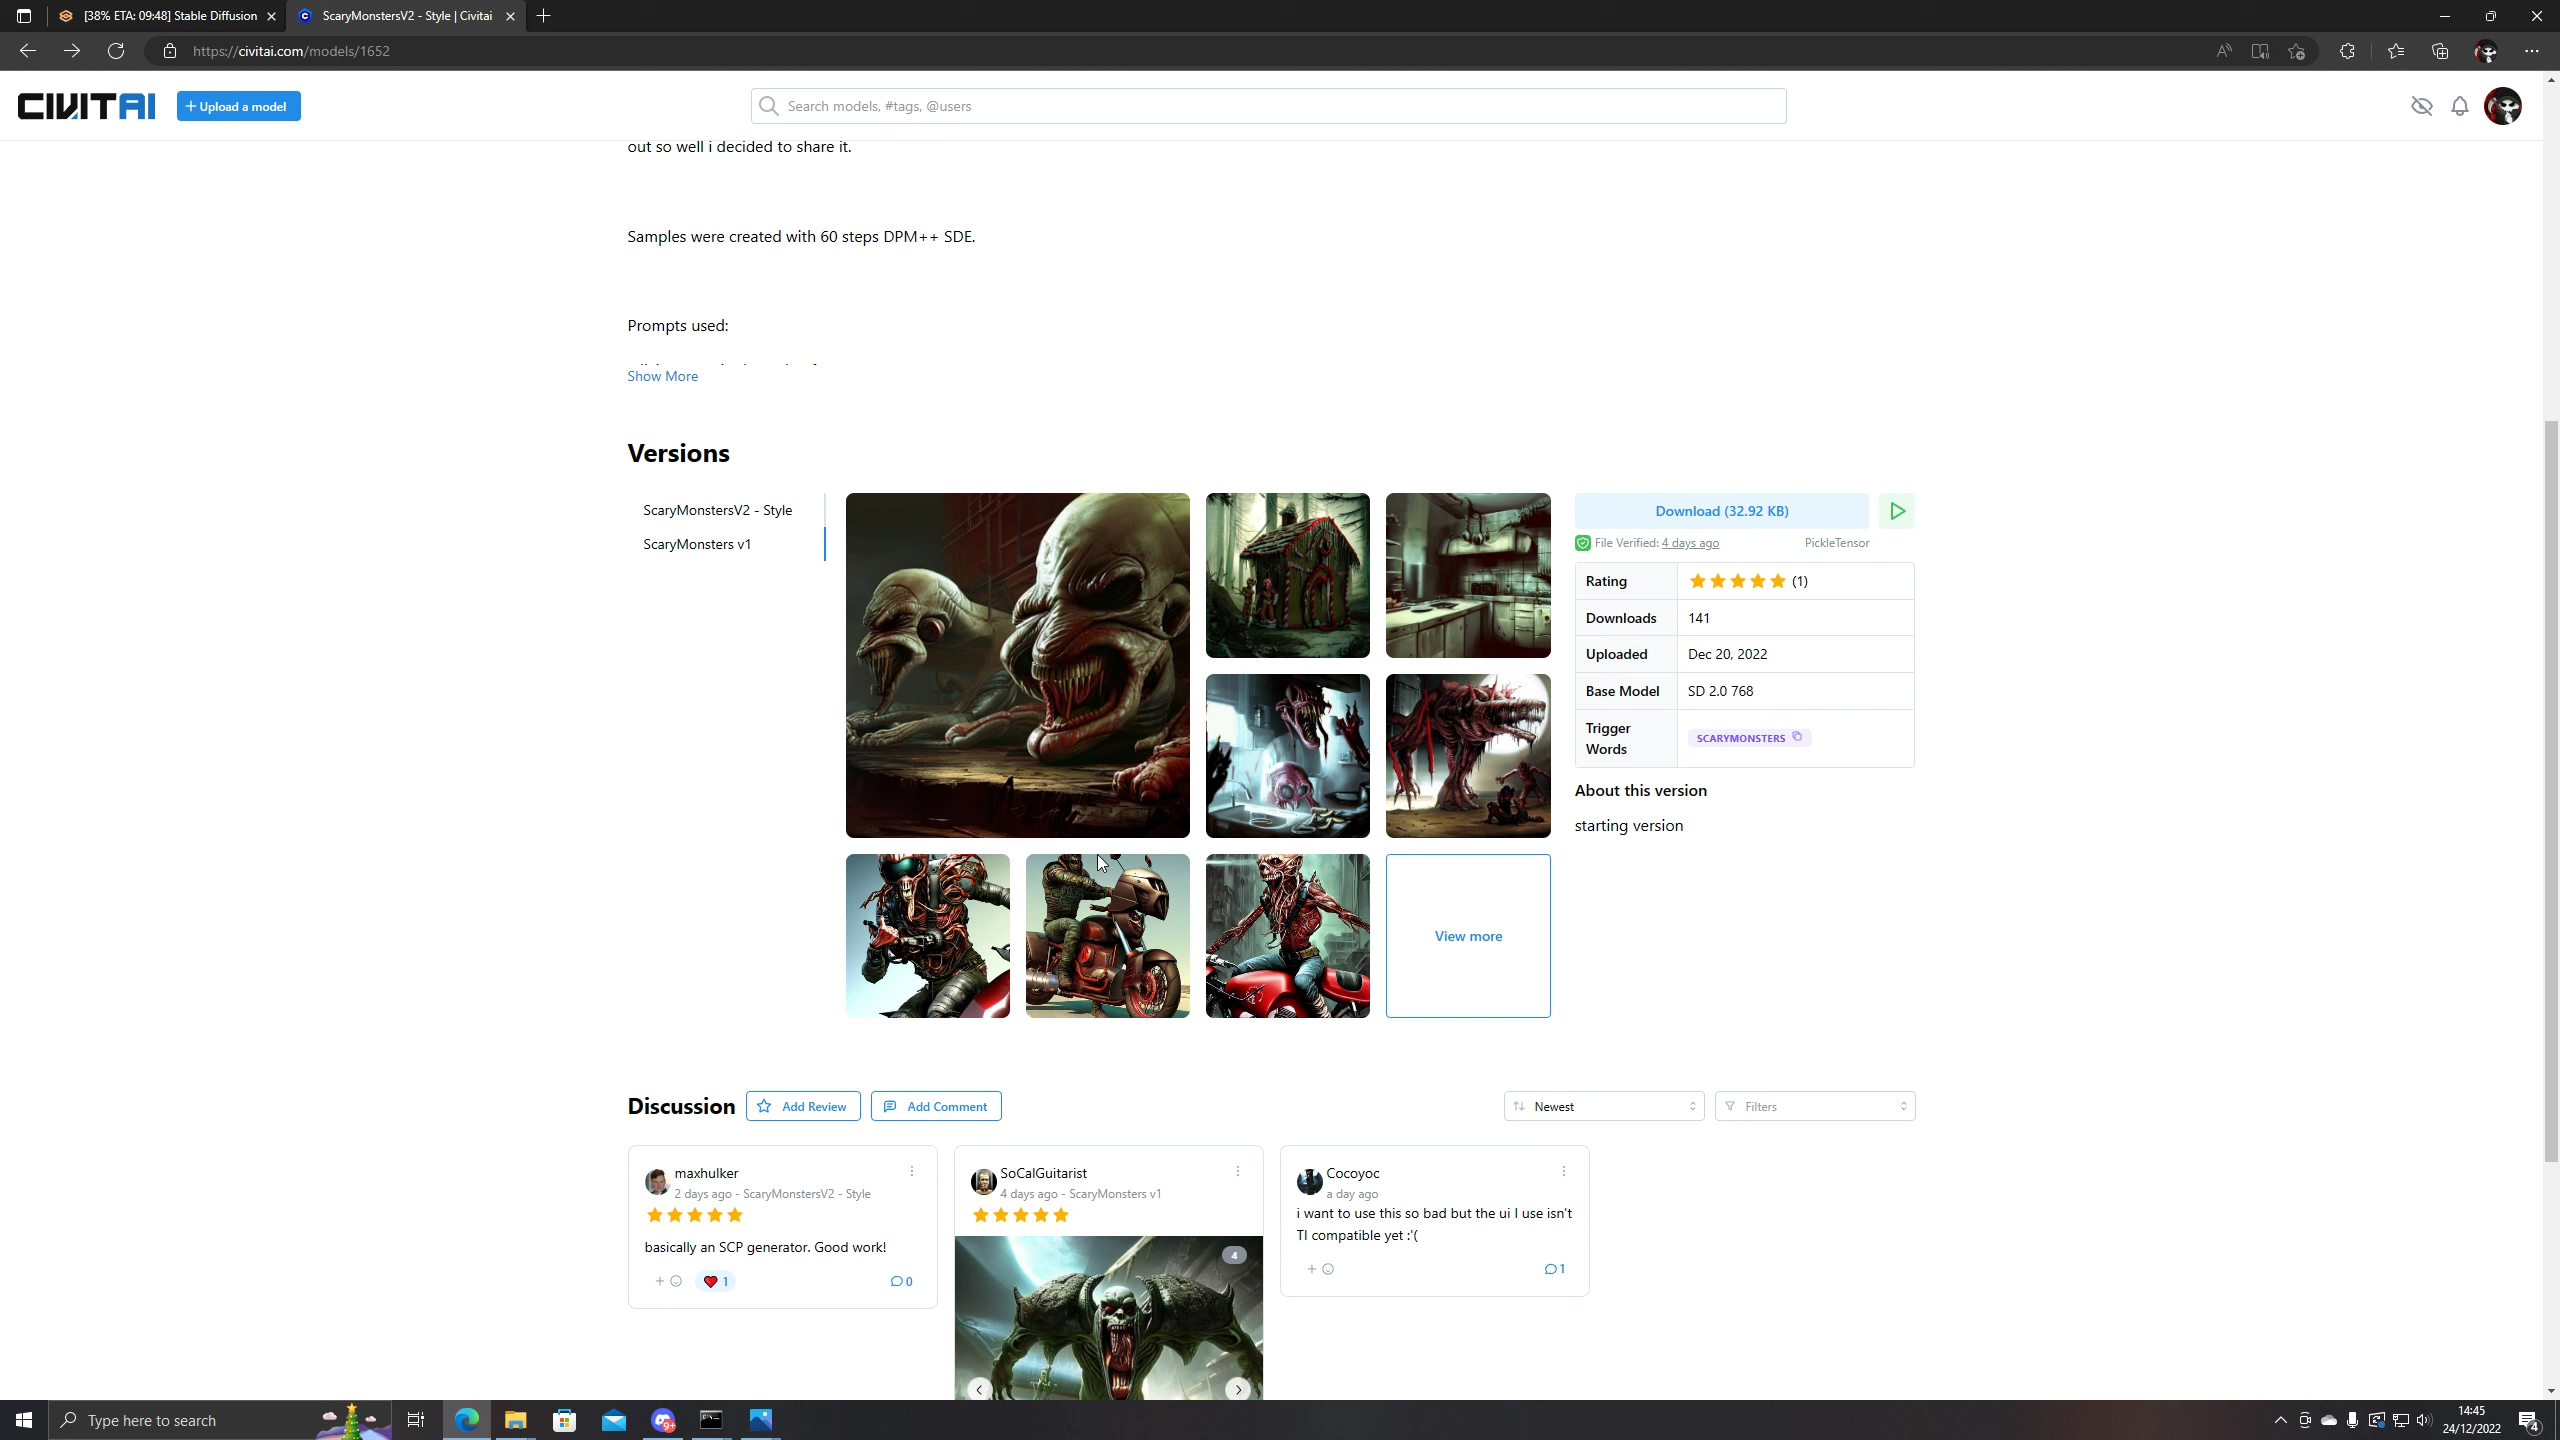 [38% ETA: 09:48] Stable Diffusion
ScaryMonstersV2 - Style | Civitai
https://civitai.com/models/1652
CIVITAI
+ Upload a model
Search models, #tags, @users
out so well i decided to share it.
Samples were created with 60 steps DPM++ SDE.
Prompts used:
Show More
Versions
ScaryMonstersV2 - Style
ScaryMonsters v1
Download (32.92 KB)
File Verified: 4 days ago
PickleTensor
Rating
(1)
Downloads
141
Uploaded
Dec 20, 2022
Base Model
SD 2.0 768
Trigger
Words
SCARYMONSTERS
About this version
starting version
View more
Discussion
Add Review
Add Comment
Newest
Filters
maxhulker
2 days ago - ScaryMonstersV2 - Style
basically an SCP generator. Good work!
+
1
0
SoCalGuitarist
4 days ago - ScaryMonsters v1
4
Cocoyoc
a day ago
i want to use this so bad but the ui I use isn't
TI compatible yet :'(
+
1
Type here to search
9+
14:45
24/12/2022
4